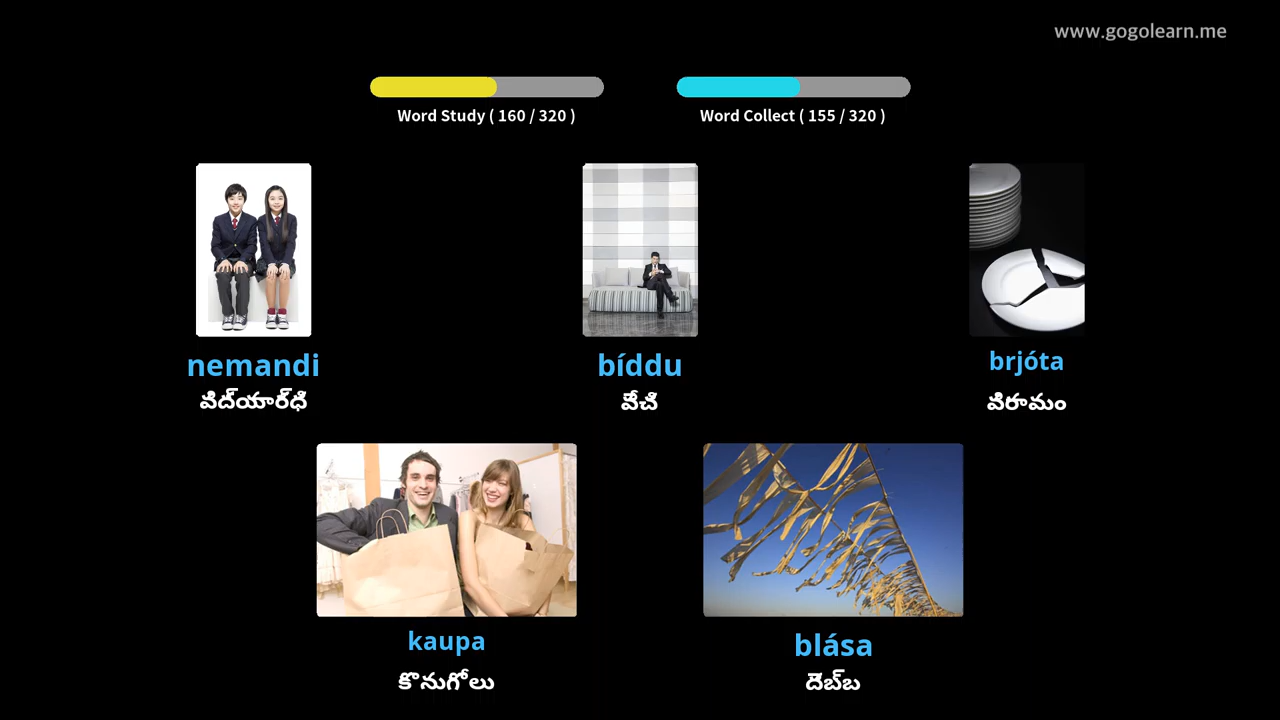 www.gogolearn.me
Word Study ( 160 / 320 )
Word Collect ( 155 / 320 )
nemandi
విద్‌యార్‌ధి
bíddu
వేచి
brjóta
విరామం
kaupa
కొనుగోలు
blása
దెబ్‌బ